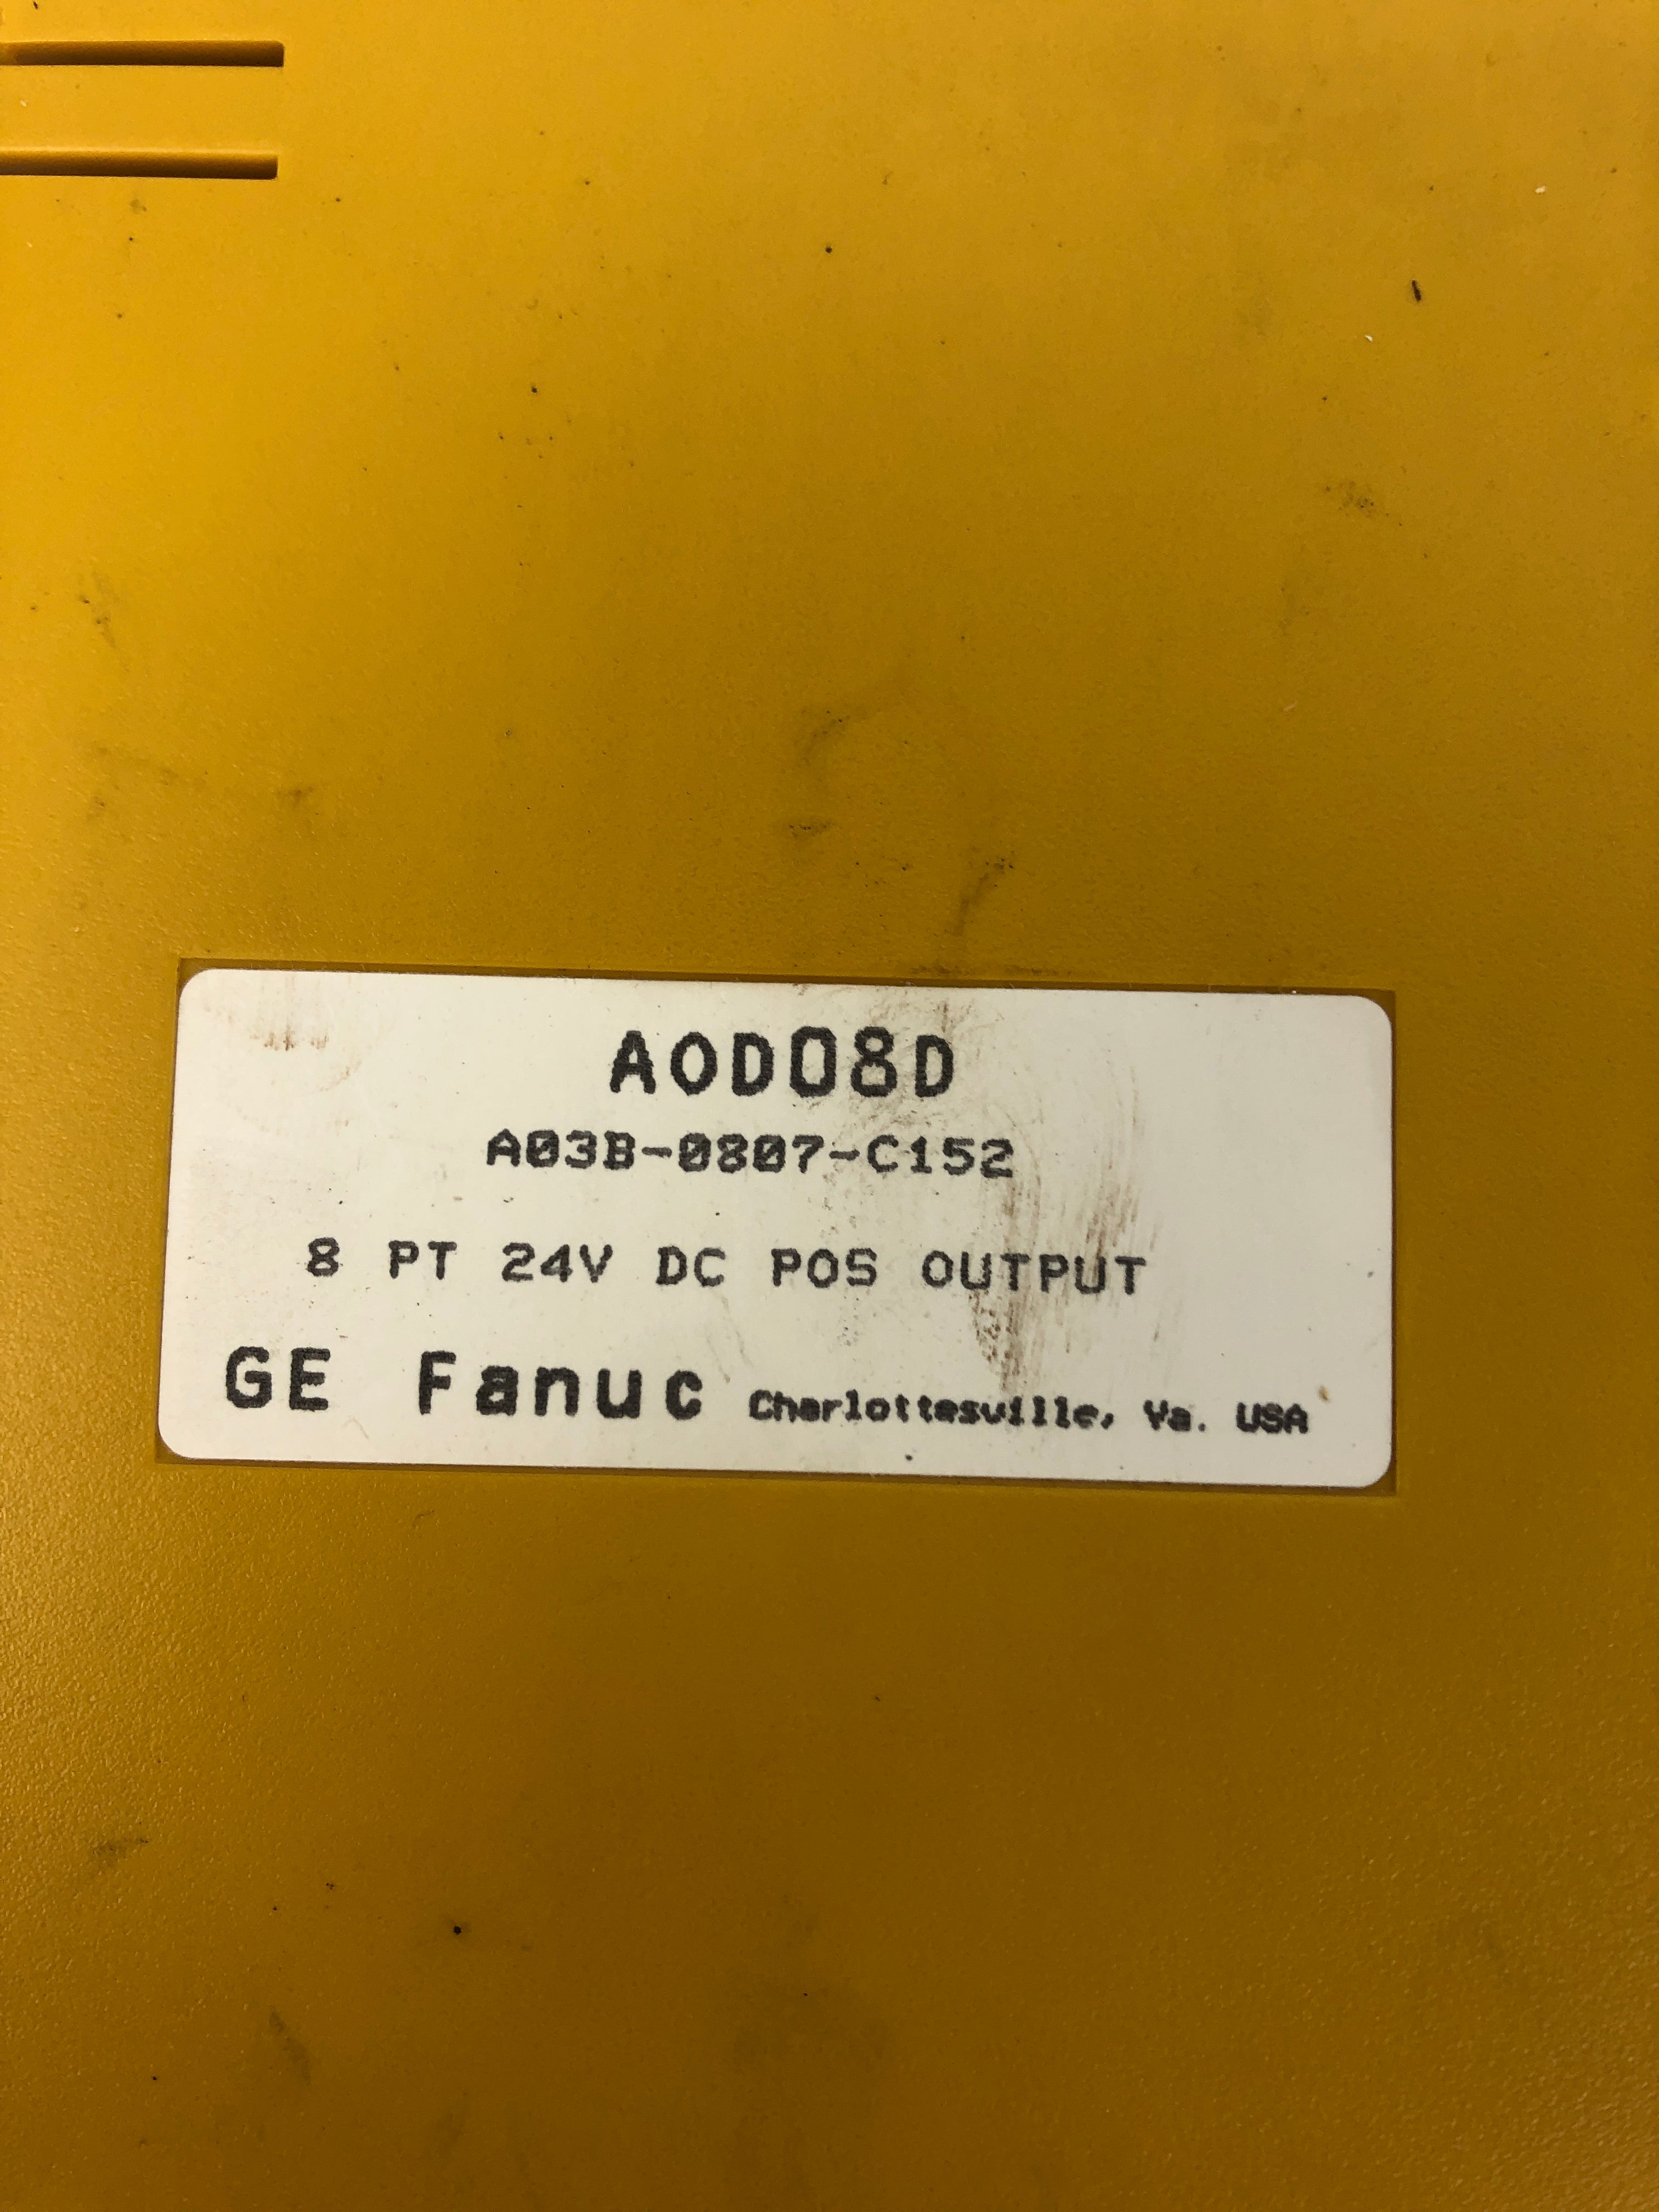 AOD08D
A03B-0807-C152
8 PT 24V DC POS OUTPUT
GE Fanuc Charlottesville, Va. USA